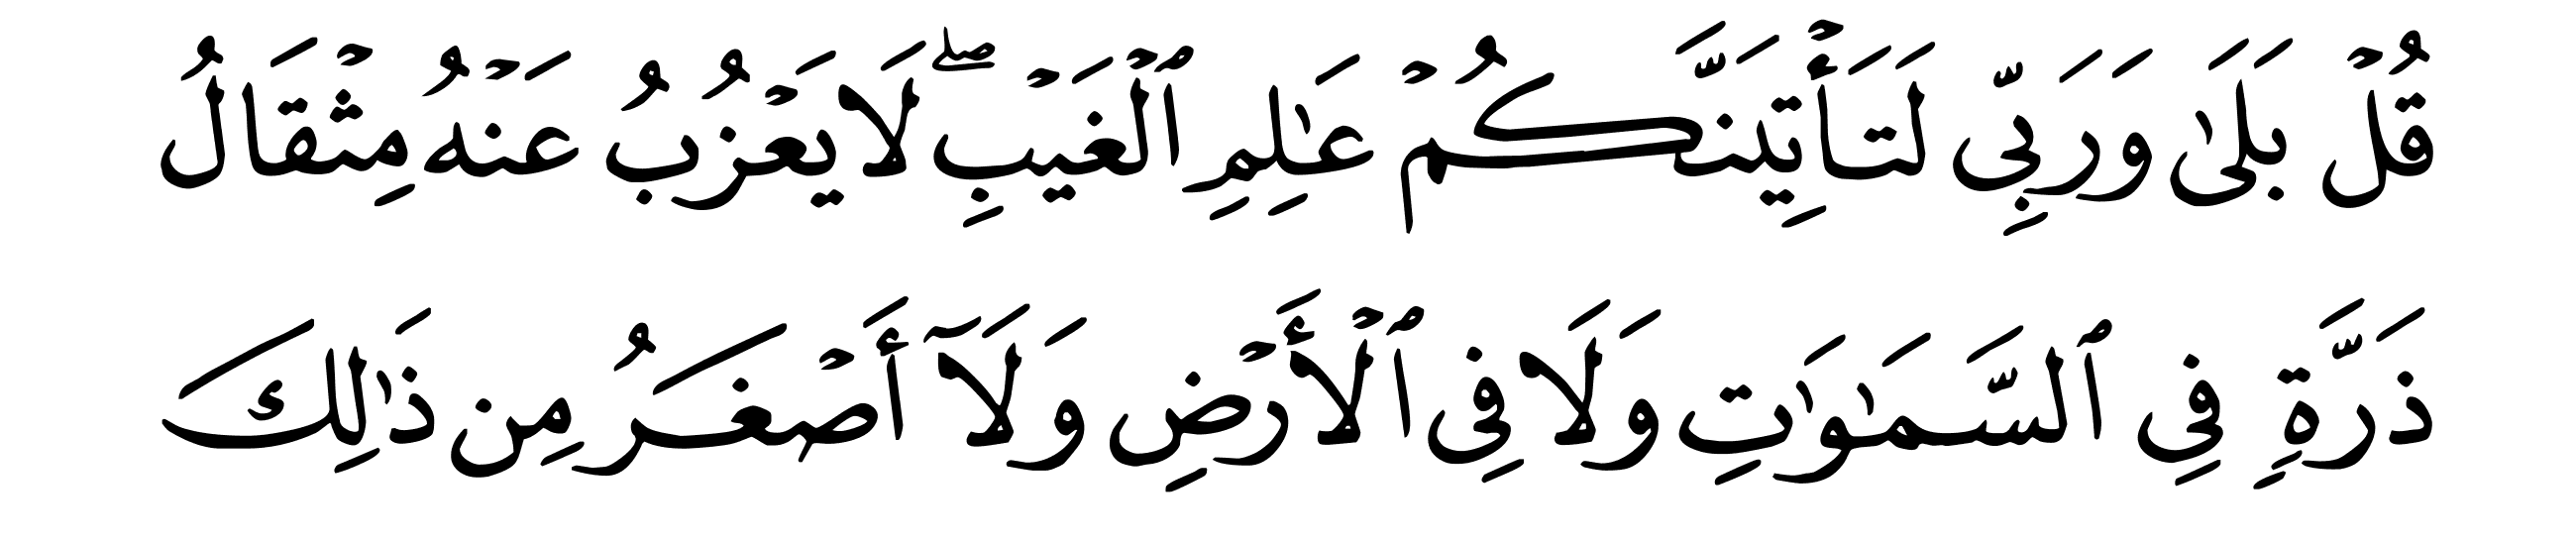 قُلۡ بَلَىٰ وَرَبِّي لَتَأۡتِيَنَّكُمۡ عَٰلِمِ ٱلۡغَيۡبِۖ لَا يَعۡزُبُ عَنۡهُ مِثۡقَالُ
ذَرَّةٖ فِي ٱلسَّمَٰوَٰتِ وَلَا فِي ٱلۡأَرۡضِ وَلَآ أَصۡغَرُ مِن ذَٰلِكَ